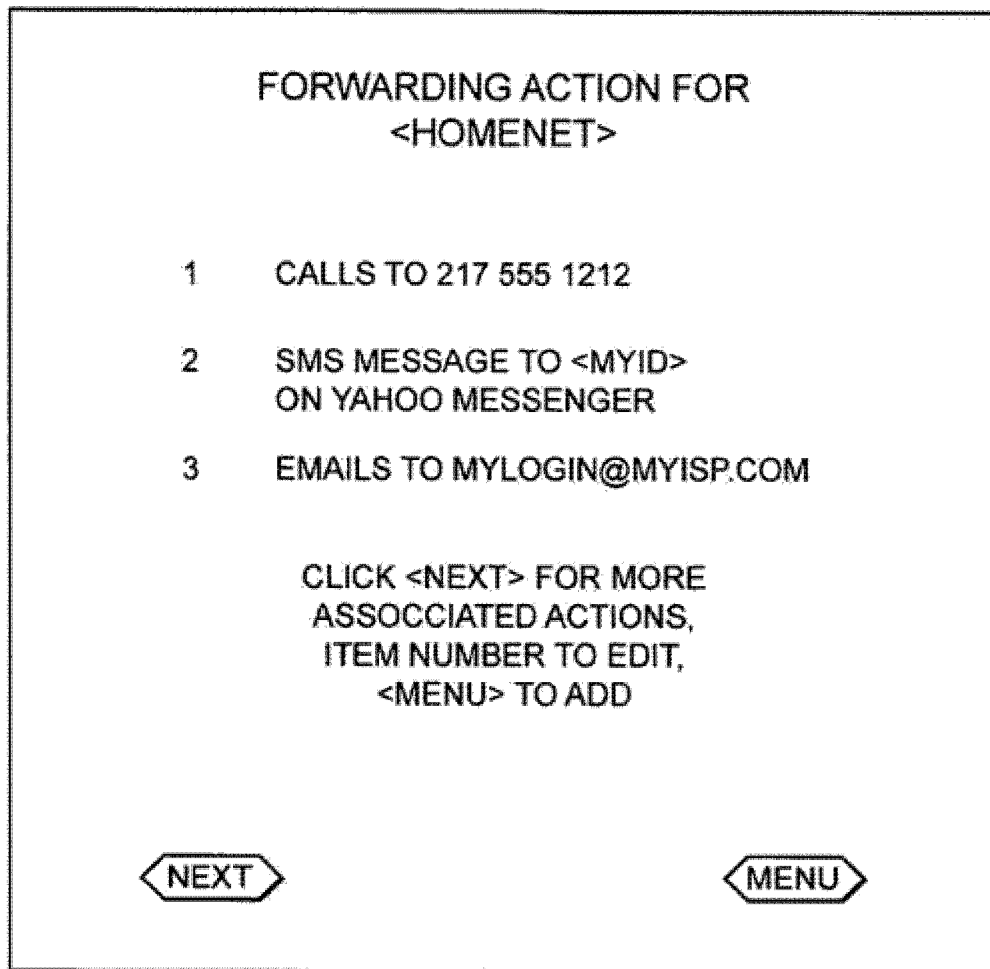 FORWARDING ACTION FOR
<HOMENET>
1 CALLS TO 217 555 1212
2 SMS MESSAGE TO <MYID>
ON YAHOO MESSENGER
3 EMAILS TO MYLOGIN@MYISP.COM
CLICK <NEXT> FOR MORE
ASSOCCIATED ACTIONS,
ITEM NUMBER TO EDIT,
<MENU> TO ADD
NEXT
MENU